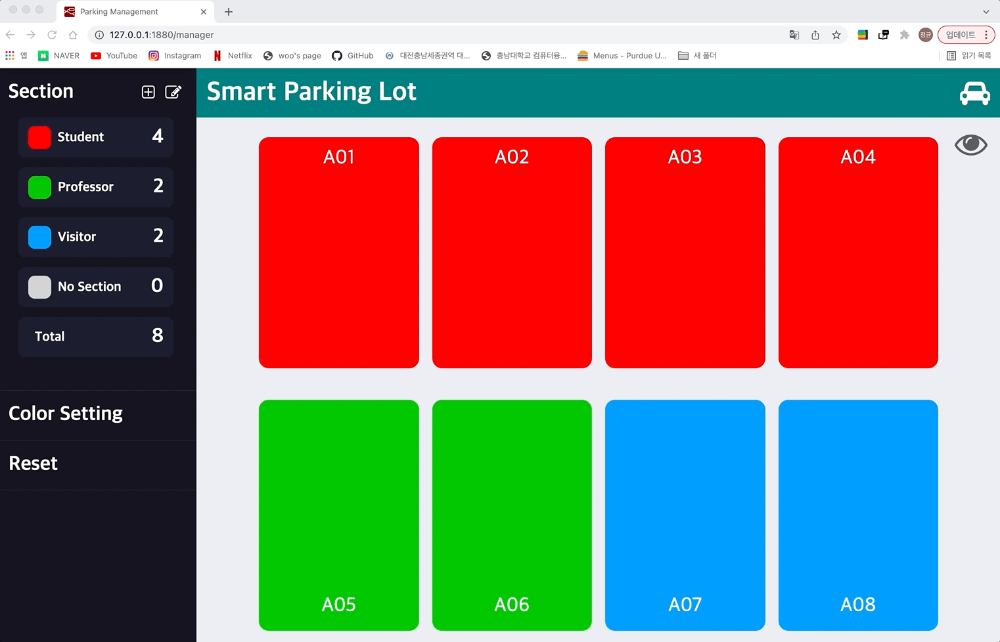 Parking Management
127.0.0.1:1880/manager
업데이트
정균
앱
NAVER
YouTube
Instagram
Netflix
woo's page
GitHub
대전충남세종권역 대...
충남대학교 컴퓨터융...
Menus - Purdue U...
새 폴더
읽기 목록
Section
Smart Parking Lot
Student 4
Professor 2
Visitor 2
No Section 0
Total 8
Color Setting
Reset
A01 A02 A03 A04
A05 A06 A07 A08